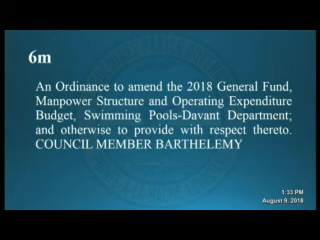 6m
An Ordinance to amend the 2018 General Fund,
Manpower Structure and Operating Expenditure
Budget, Swimming Pools-Davant Department;
and otherwise to provide with respect thereto.
COUNCIL MEMBER BARTHELEMY
1:33 PM
August 9, 2018